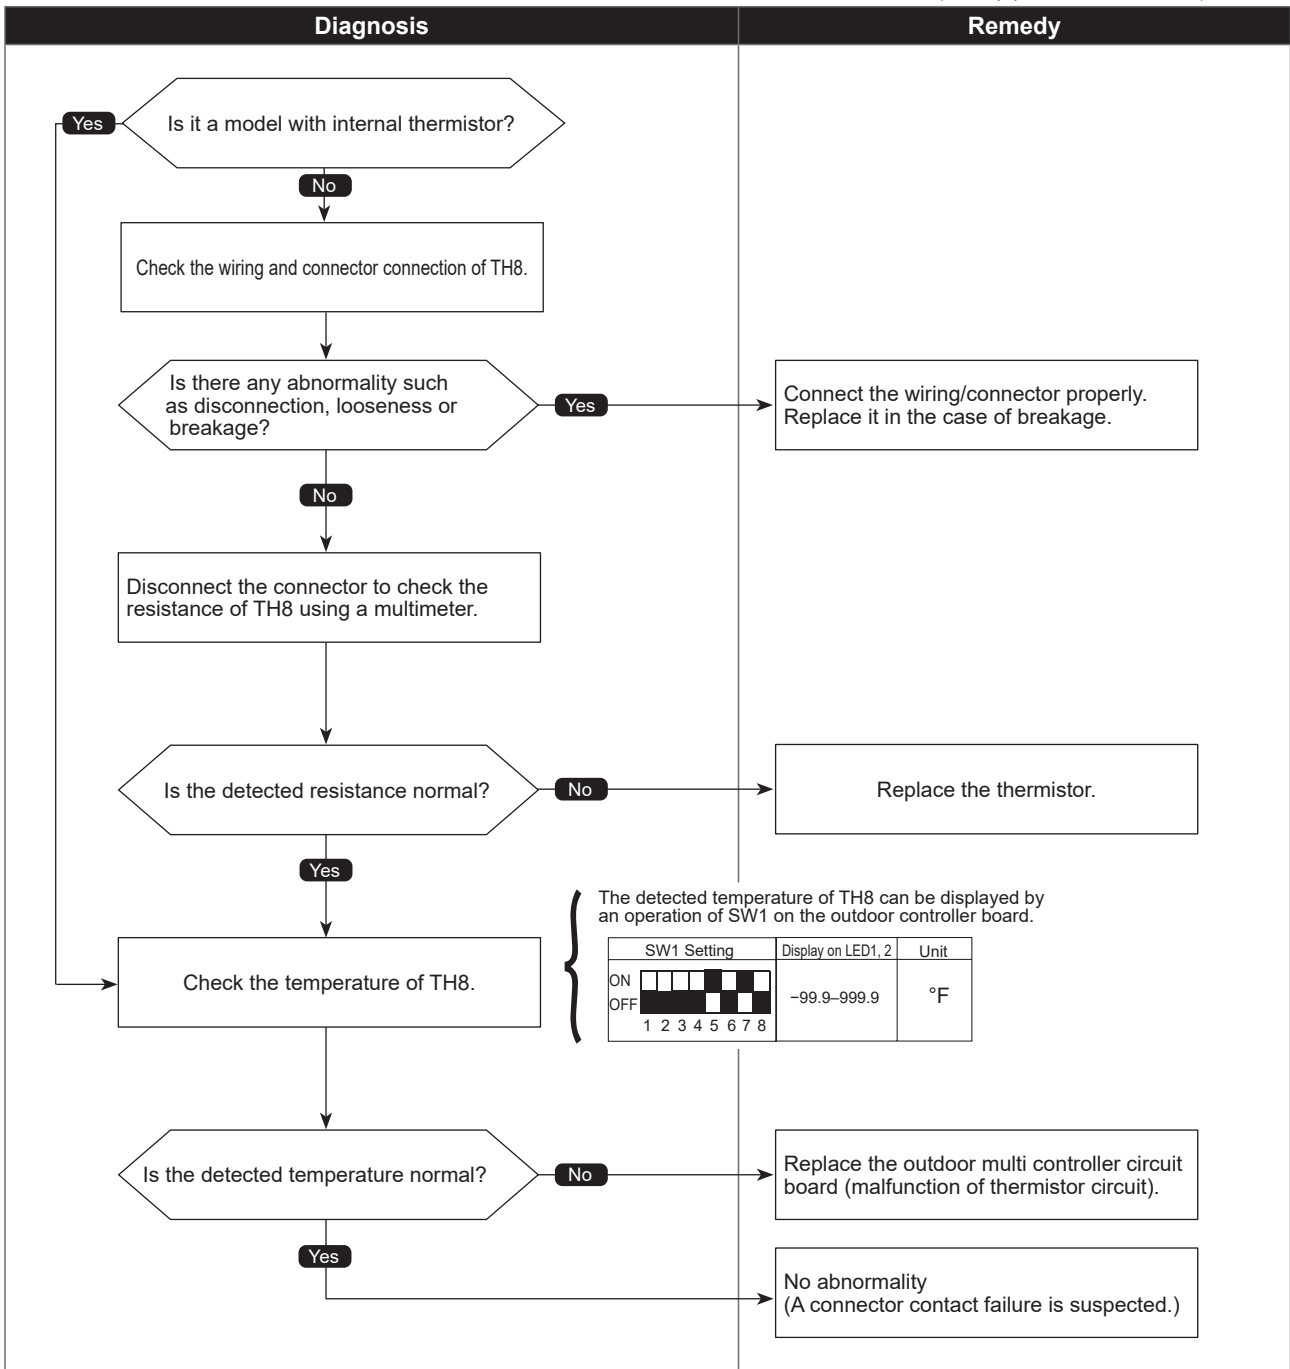 Diagnosis
Remedy
Is it a model with internal thermistor?
Yes
No
Check the wiring and connector connection of TH8.
Is there any abnormality such
as disconnection, looseness or
breakage?
Yes
Connect the wiring/connector properly.
Replace it in the case of breakage.
No
Disconnect the connector to check the
resistance of TH8 using a multimeter.
Is the detected resistance normal?
No
Replace the thermistor.
Yes
The detected temperature of TH8 can be displayed by
an operation of SW1 on the outdoor controller board.
SW1 Setting
Display on LED1, 2
Unit
ON
OFF
1 2 3 4 5 6 7 8
−99.9–999.9
°F
Check the temperature of TH8.
Is the detected temperature normal?
No
Replace the outdoor multi controller circuit
board (malfunction of thermistor circuit).
Yes
No abnormality
(A connector contact failure is suspected.)